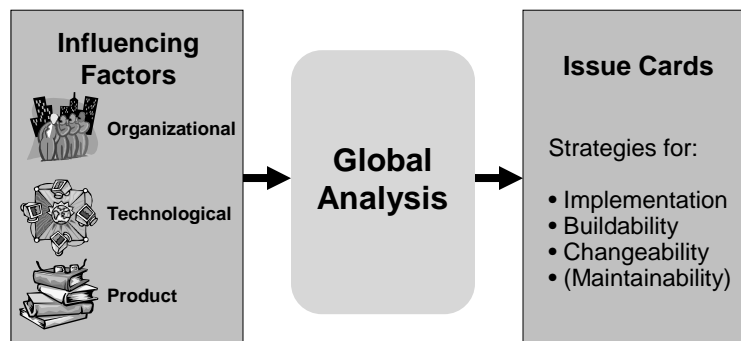 Influencing
Factors
Organizational
Technological
Product
Global
Analysis
Issue Cards
Strategies for:
• Implementation
• Buildability
• Changeability
• (Maintainability)